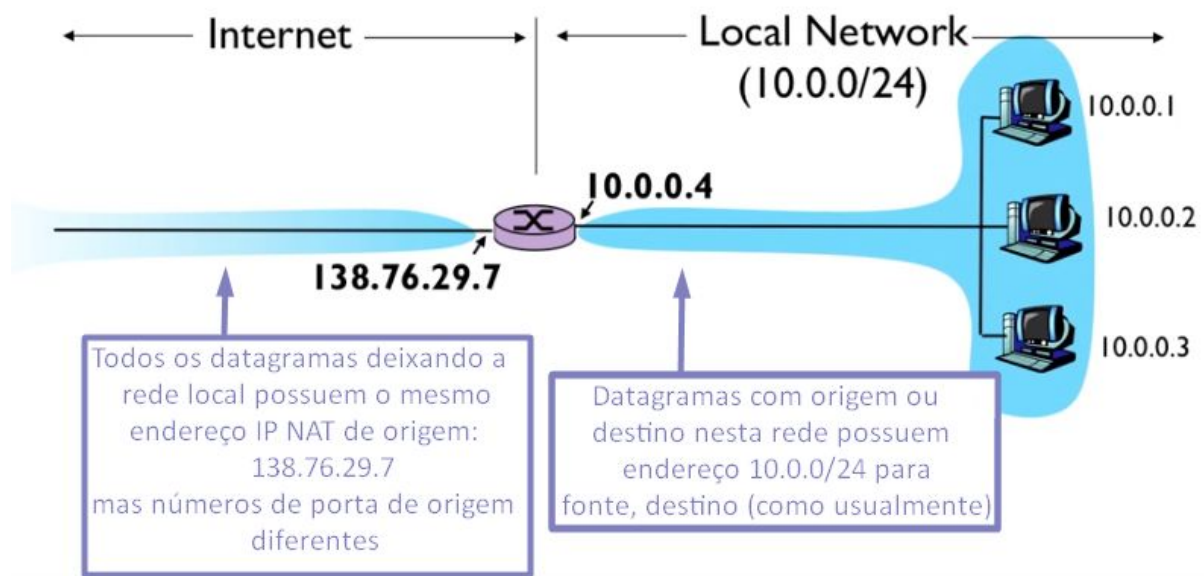 Internet
Local Network
(10.0.0/24)
10.0.0.1
10.0.0.4
10.0.0.2
138.76.29.7
10.0.0.3
Todos os datagramas deixando a
rede local possuem o mesmo
endereço IP NAT de origem:
138.76.29.7
mas números de porta de origem
diferentes
Datagramas com origem ou
destino nesta rede possuem
endereço 10.0.0/24 para
fonte, destino (como usualmente)